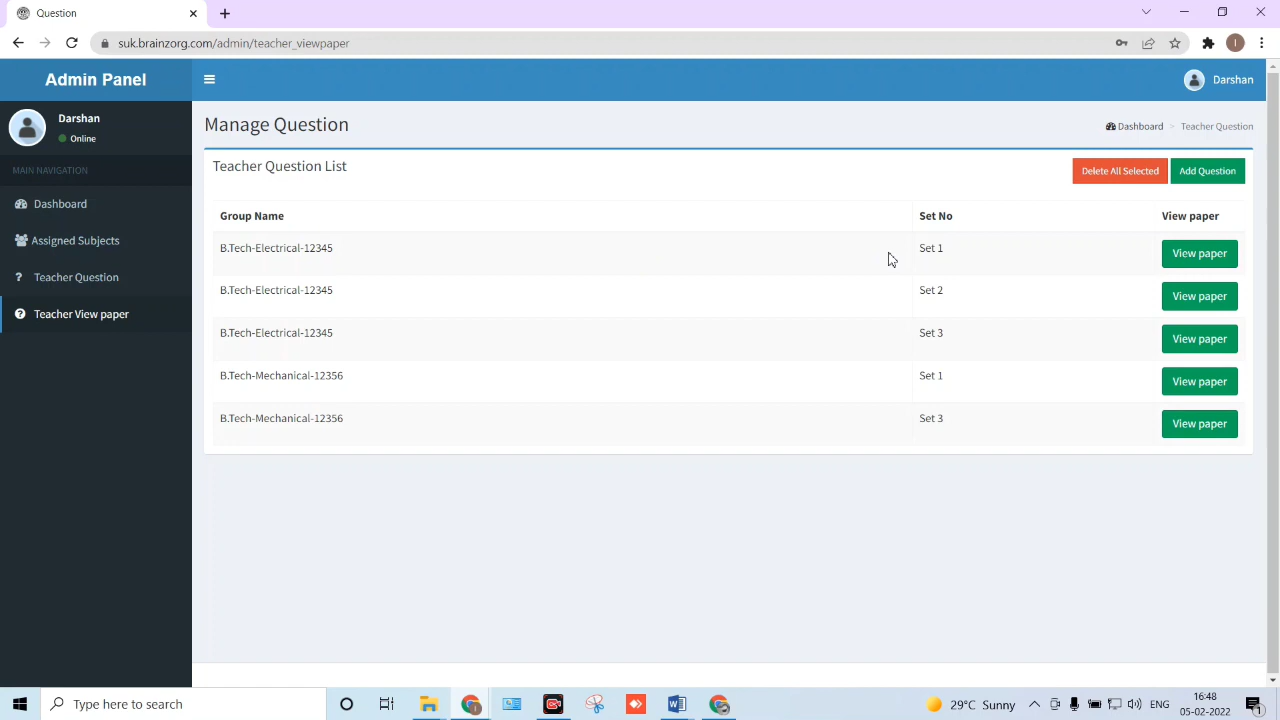 Question
suk.brainzorg.com/admin/teacher_viewpaper
Admin Panel
Darshan
Darshan
Online
MAIN NAVIGATION
Dashboard
Assigned Subjects
Teacher Question
Teacher View paper
Manage Question
Dashboard > Teacher Question
Teacher Question List
Delete All Selected
Add Question
Group Name Set No View paper
B.Tech-Electrical-12345 Set 1 View paper
B.Tech-Electrical-12345 Set 2 View paper
B.Tech-Electrical-12345 Set 3 View paper
B.Tech-Mechanical-12356 Set 1 View paper
B.Tech-Mechanical-12356 Set 3 View paper
Type here to search
29°C Sunny
ENG
16:48
05-02-2022